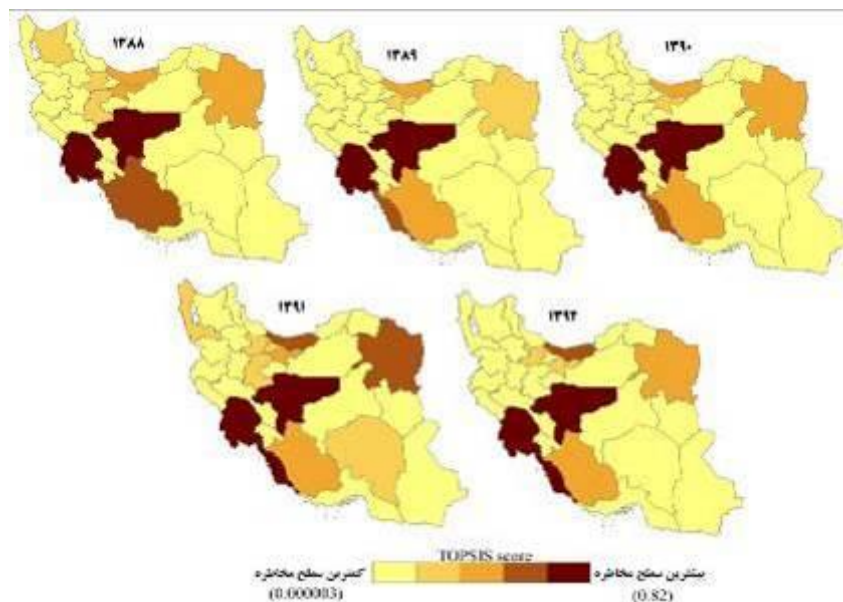 ۱۳۸۸
۱۳۸۹
۱۳۹۰
۱۳۹۱
۱۳۹۲
TOPSIS score
کمترین سطح مخاطره
بیشترین سطح مخاطره
(0.000003)
(0.82)